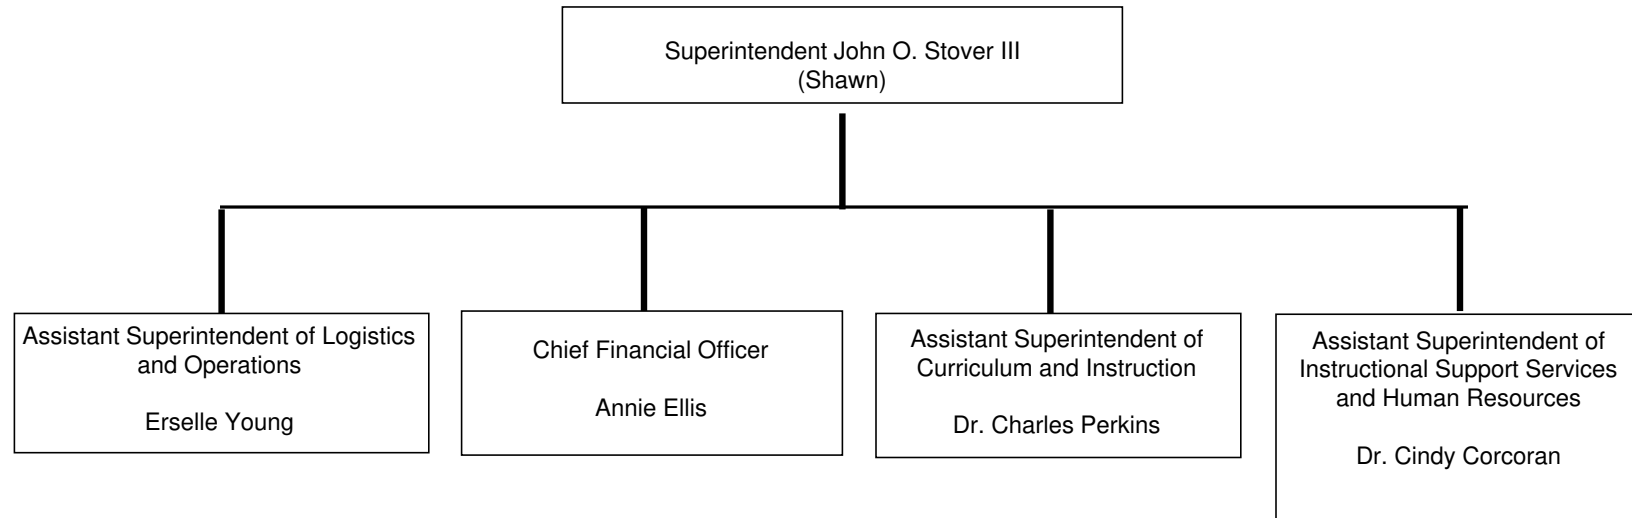 Superintendent John O. Stover III
(Shawn)
Assistant Superintendent of Logistics
and Operations
Erselle Young
Chief Financial Officer
Annie Ellis
Assistant Superintendent of
Curriculum and Instruction
Dr. Charles Perkins
Assistant Superintendent of
Instructional Support Services
and Human Resources
Dr. Cindy Corcoran